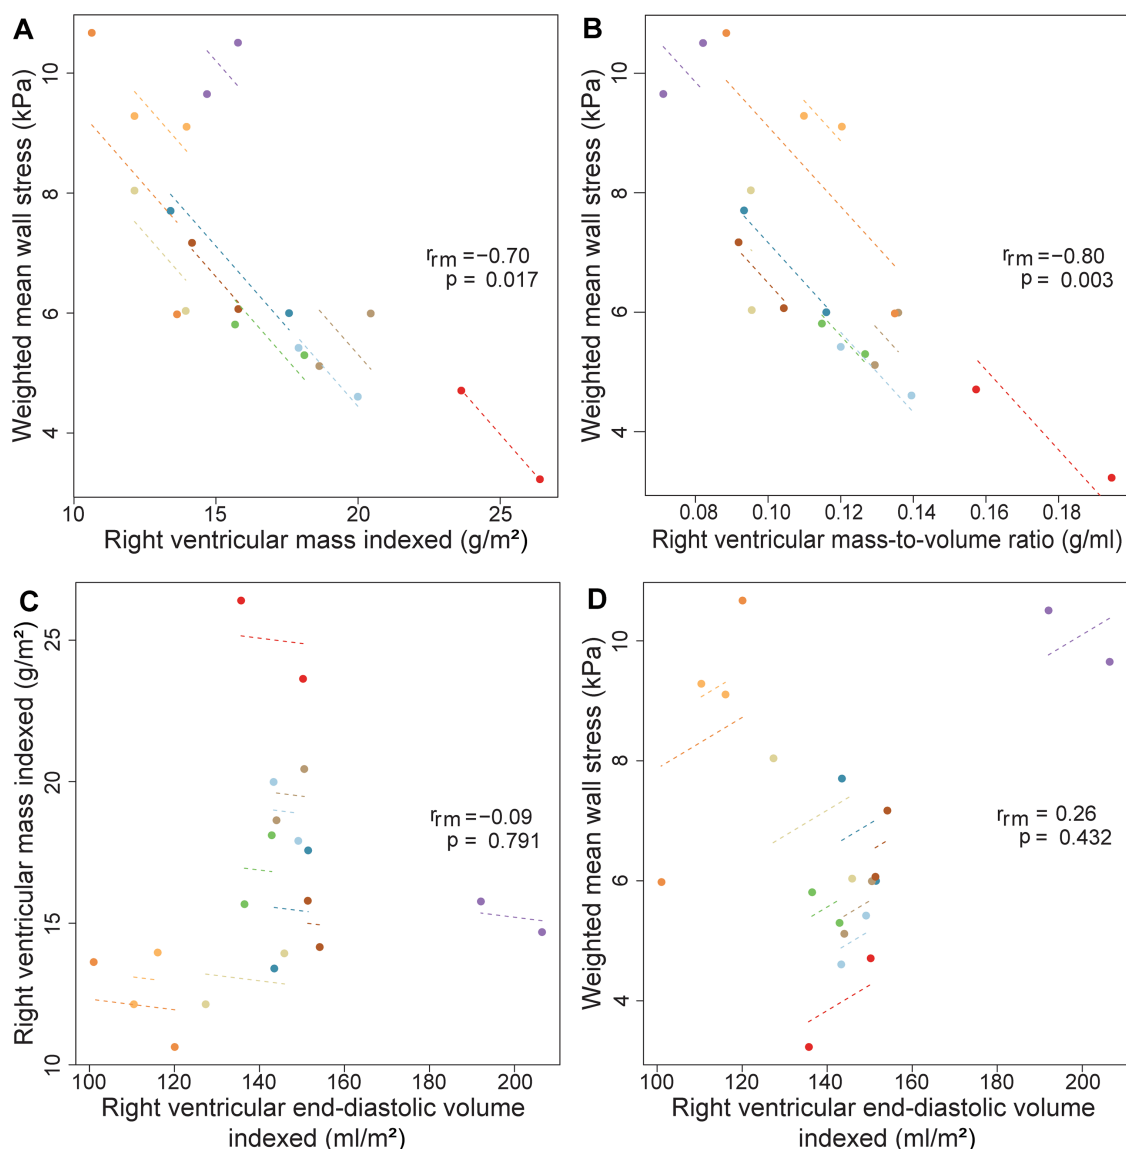 A
Weighted mean wall stress (kPa)
10
8
6
4
rrm =−0.70
p = 0.017
10 15 20 25
Right ventricular mass indexed (g/m²)
B
Weighted mean wall stress (kPa)
10
8
6
4
rrm =−0.80
p = 0.003
0.08 0.10 0.12 0.14 0.16 0.18
Right ventricular mass-to-volume ratio (g/ml)
C
Right ventricular mass indexed (g/m²)
25
20
15
10
rrm =−0.09
p = 0.791
100 120 140 160 180 200
Right ventricular end-diastolic volume
indexed (ml/m²)
D
Weighted mean wall stress (kPa)
10
8
6
4
rrm = 0.26
p = 0.432
100 120 140 160 180 200
Right ventricular end-diastolic volume
indexed (ml/m²)